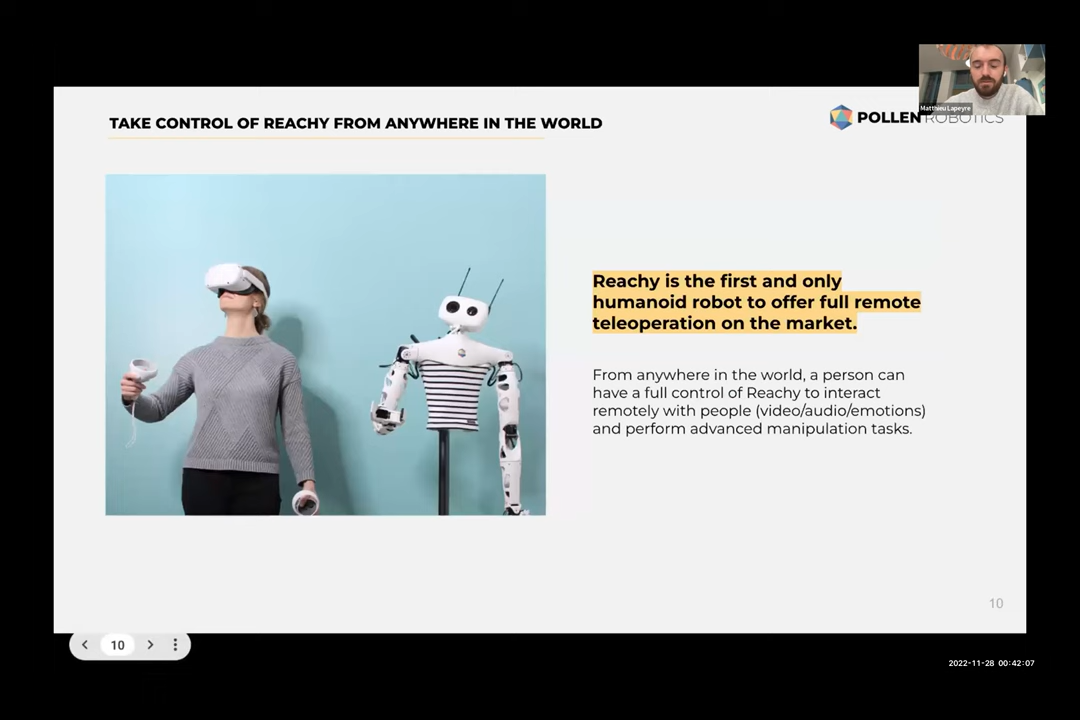 Matthieu Lapeyre
TAKE CONTROL OF REACHY FROM ANYWHERE IN THE WORLD
POLLEN ROBOTICS
Reachy is the first and only
humanoid robot to offer full remote
teleoperation on the market.
From anywhere in the world, a person can
have a full control of Reachy to interact
remotely with people (video/audio/emotions)
and perform advanced manipulation tasks.
10
10
2022-11-28 00:42:07